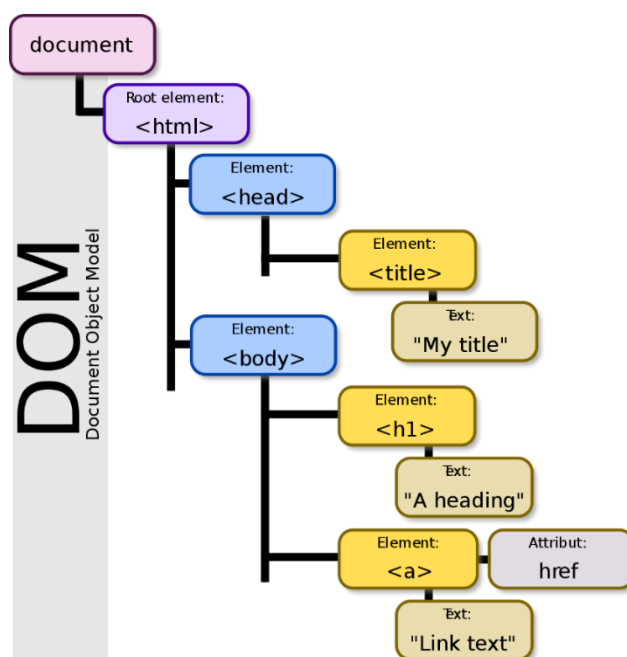 document
Root element:
<html>
Element:
<head>
Element:
<title>
Text:
"My title"
Element:
<body>
Element:
<h1>
Text:
"A heading"
Element:
<a>
Attribut:
href
Text:
"Link text"
DOM
Document Object Model